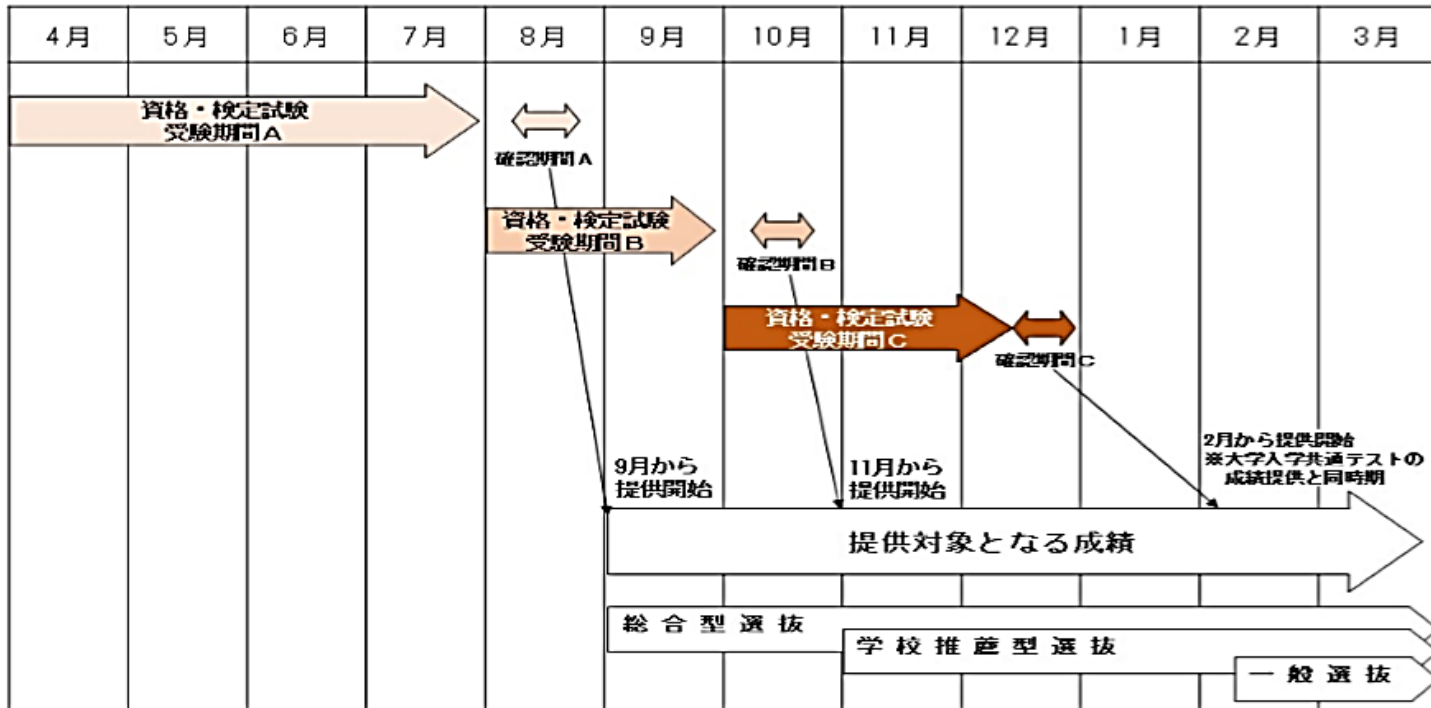 4月 5月 6月 7月 8月 9月 10月 11月 12月 1月 2月 3月
資格・検定試験
受験期間A
確認期間A
資格・検定試験
受験期間B
確認期間B
資格・検定試験
受験期間C
確認期間C
9月から
提供開始
11月から
提供開始
2月から提供開始
※大学入学共通テストの
成績提供と同時期
提供対象となる成績
総合型選抜
学校推薦型選抜
一般選抜